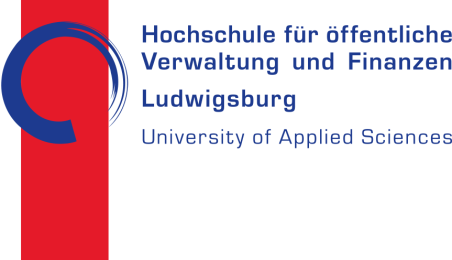 Hochschule für öffentliche
Verwaltung und Finanzen
Ludwigsburg
University of Applied Sciences